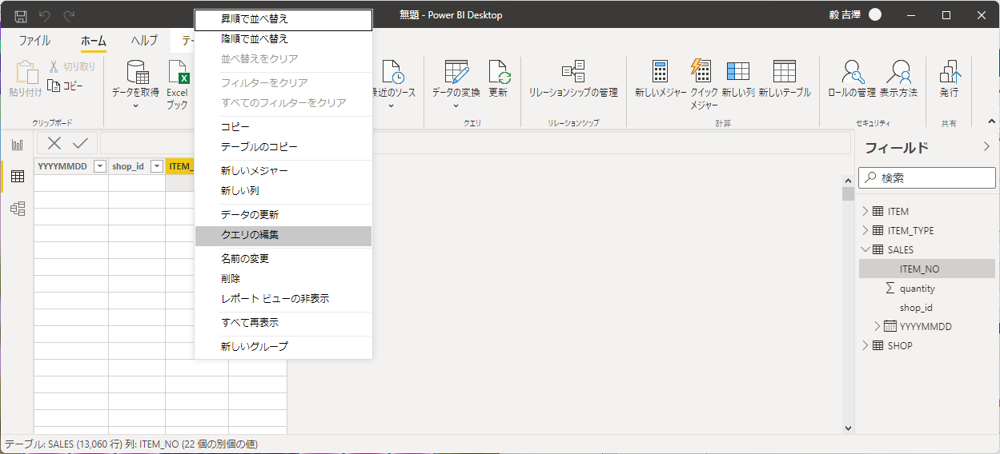 無題 - Power BI Desktop
毅 吉澤
ファイル
ホーム
ヘルプ
貼り付け
切り取り
コピー
クリップボード
データを取得
Excel
ブック
最近のソース
データの変換
更新
クエリ
リレーションシップの管理
リレーションシップ
新しいメジャー
クイック
メジャー
新しい列
新しいテーブル
計算
ロールの管理
表示方法
セキュリティ
発行
共有
昇順で並べ替え
降順で並べ替え
並べ替えをクリア
フィルターをクリア
すべてのフィルターをクリア
コピー
テーブルのコピー
新しいメジャー
新しい列
データの更新
クエリの編集
名前の変更
削除
レポート ビューの非表示
すべて再表示
新しいグループ
YYYYMMDD
shop_id
ITEM_
フィールド
検索
ITEM
ITEM_TYPE
SALES
ITEM_NO
quantity
shop_id
YYYYMMDD
SHOP
テーブル: SALES (13,060 行) 列: ITEM_NO (22 個の別個の値)